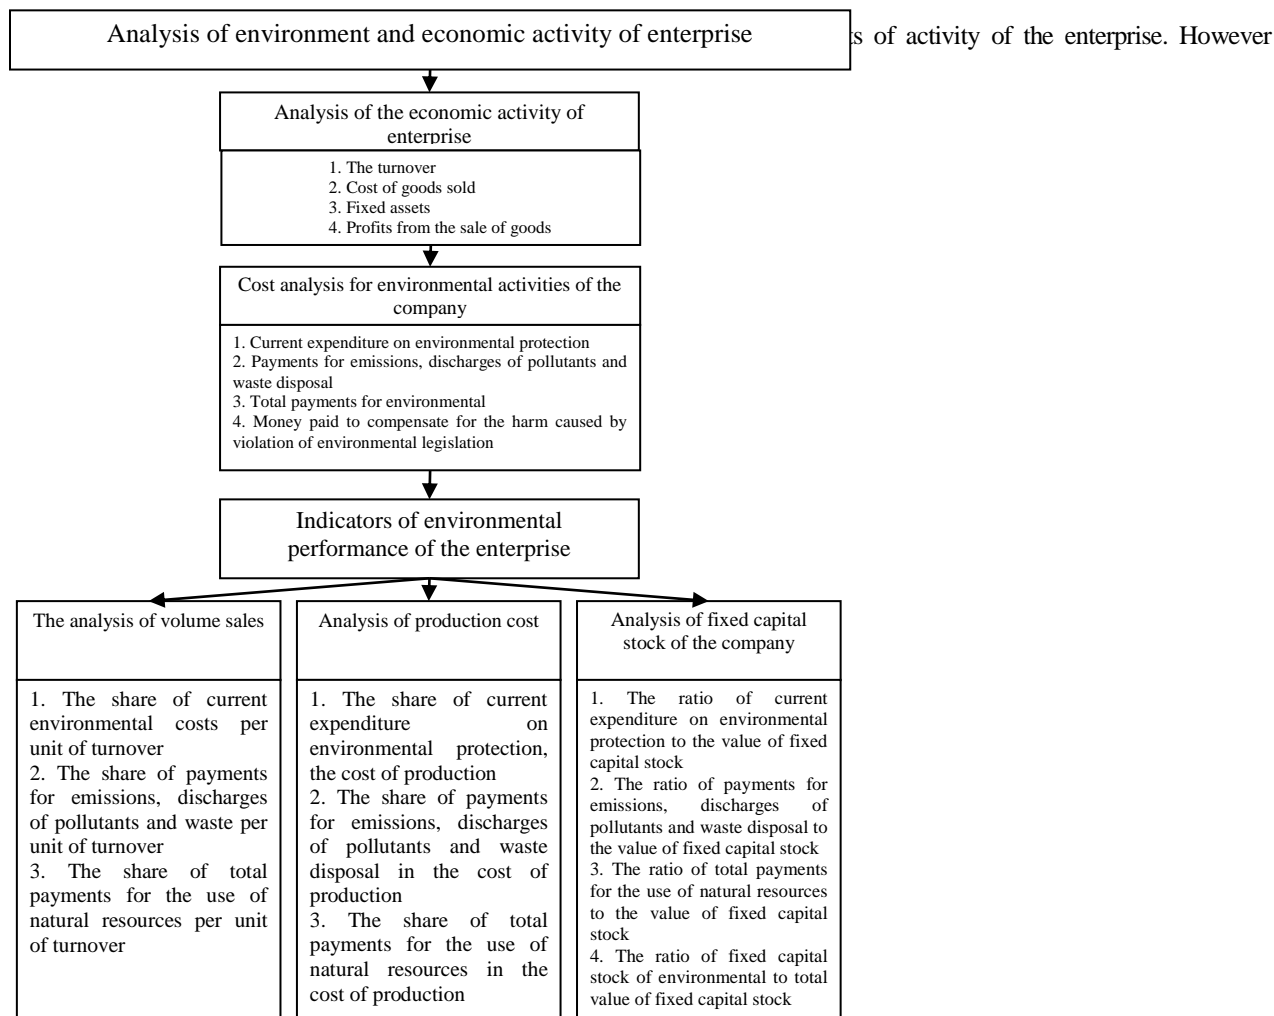 Analysis of environment and economic activity of enterprise
of activity of the enterprise. However
Analysis of the economic activity of
enterprise
1. The turnover
2. Cost of goods sold
3. Fixed assets
4. Profits from the sale of goods
Cost analysis for environmental activities of the
company
1. Current expenditure on environmental protection
2. Payments for emissions, discharges of pollutants and
waste disposal
3. Total payments for environmental
4. Money paid to compensate for the harm caused by
violation of environmental legislation
Indicators of environmental
performance of the enterprise
The analysis of volume sales
1. The share of current
environmental costs per
unit of turnover
2. The share of payments
for emissions, discharges
of pollutants and waste per
unit of turnover
3. The share of total
payments for the use of
natural resources per unit
of turnover
Analysis of production cost
1. The share of current
expenditure on
environmental protection,
the cost of production
2. The share of payments
for emissions, discharges
of pollutants and waste
disposal in the cost of
production
3. The share of total
payments for the use of
natural resources in the
cost of production
Analysis of fixed capital
stock of the company
1. The ratio of current
expenditure on environmental
protection to the value of fixed
capital stock
2. The ratio of payments for
emissions, discharges of
pollutants and waste disposal to
the value of fixed capital stock
3. The ratio of total payments
for the use of natural resources
to the value of fixed capital
stock
4. The ratio of fixed capital
stock of environmental to total
value of fixed capital stock